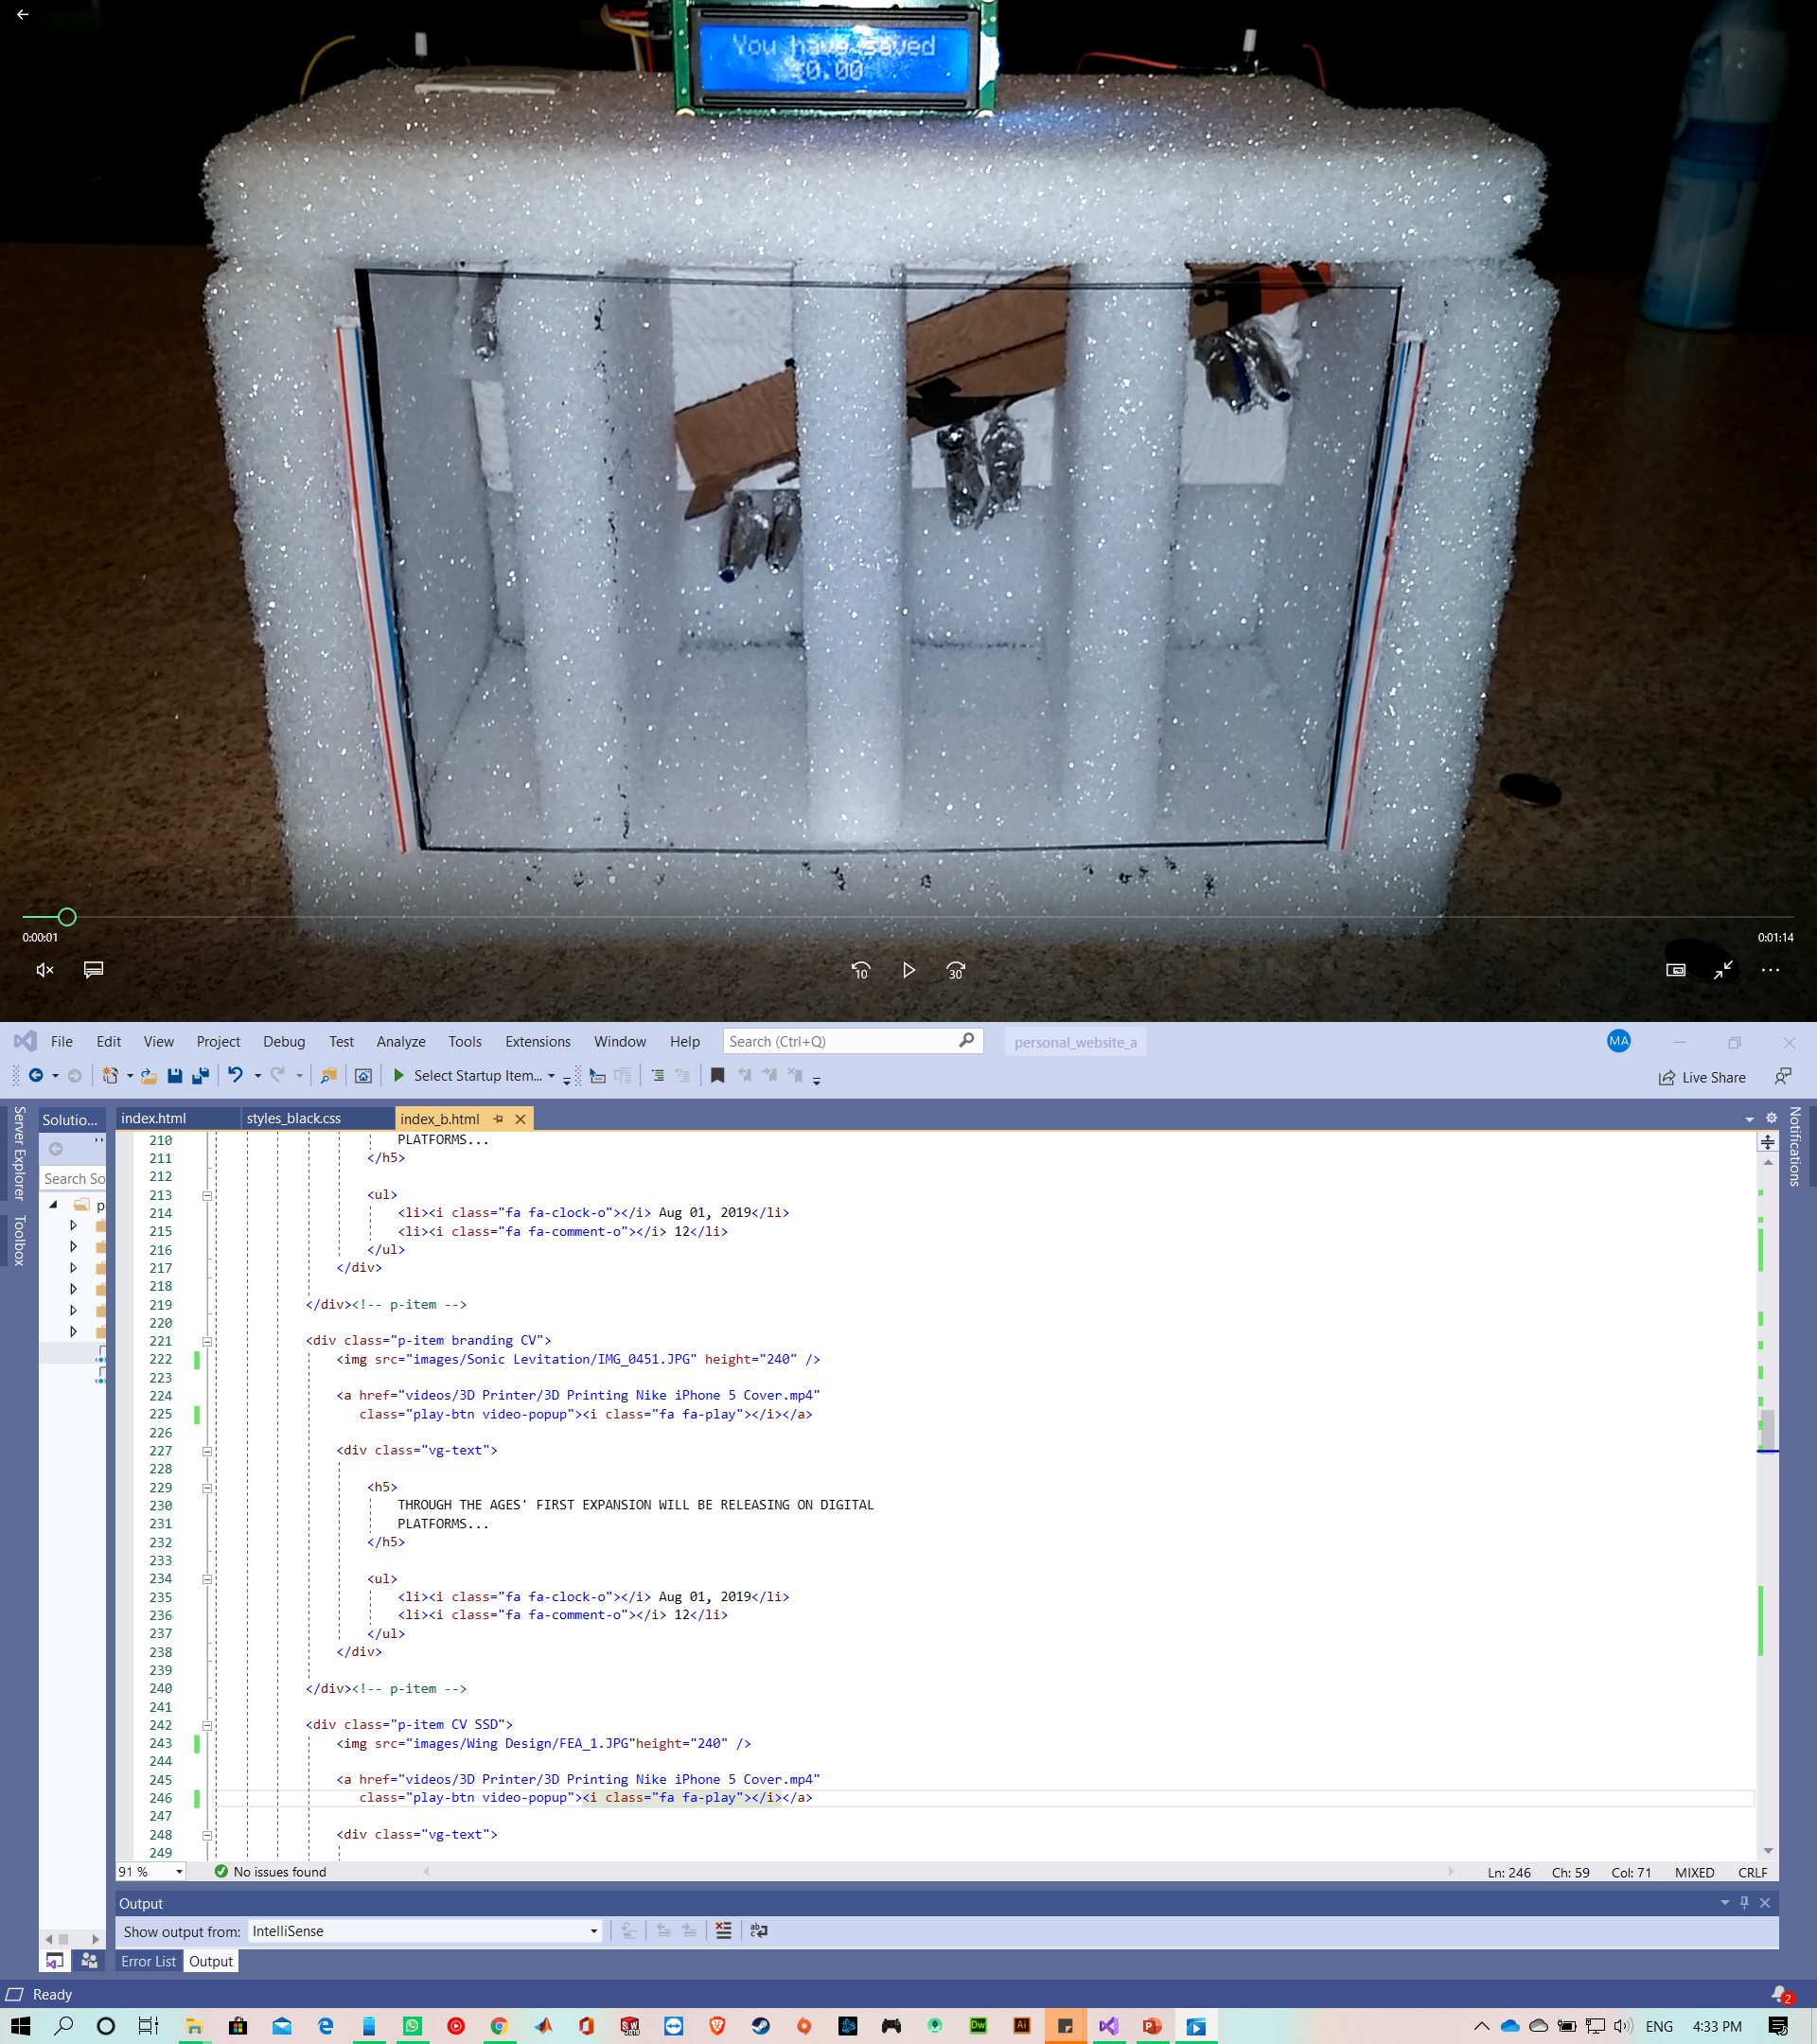 You have saved
0.00
0:00:01
0:01:14
10
30
File Edit View Project Debug Test Analyze Tools Extensions Window Help Search (Ctrl+Q) personal_website_a MA
Select Startup Item... Live Share
Server Explorer
Toolbox
Notifications
Solutio...
Search So
p
index.html styles_black.css index_b.html
210 PLATFORMS...
211 </h5>
212
213 <ul>
214 <li><i class="fa fa-clock-o"></i> Aug 01, 2019</li>
215 <li><i class="fa fa-comment-o"></i> 12</li>
216 </ul>
217 </div>
218
219 </div><!-- p-item -->
220
221 <div class="p-item branding CV">
222 <img src="images/Sonic Levitation/IMG_0451.JPG" height="240" />
223
224 <a href="videos/3D Printer/3D Printing Nike iPhone 5 Cover.mp4"
225 class="play-btn video-popup"><i class="fa fa-play"></i></a>
226
227 <div class="vg-text">
228
229 <h5>
230 THROUGH THE AGES' FIRST EXPANSION WILL BE RELEASING ON DIGITAL
231 PLATFORMS...
232 </h5>
233
234 <ul>
235 <li><i class="fa fa-clock-o"></i> Aug 01, 2019</li>
236 <li><i class="fa fa-comment-o"></i> 12</li>
237 </ul>
238 </div>
239
240 </div><!-- p-item -->
241
242 <div class="p-item CV SSD">
243 <img src="images/Wing Design/FEA_1.JPG"height="240" />
244
245 <a href="videos/3D Printer/3D Printing Nike iPhone 5 Cover.mp4"
246 class="play-btn video-popup"><i class="fa fa-play"></i></a>
247
248 <div class="vg-text">
249
91 % No issues found Ln: 246 Ch: 59 Col: 71 MIXED CRLF
Output
Show output from: IntelliSense
Error List Output
Ready 2
Dw Ai ENG 4:33 PM